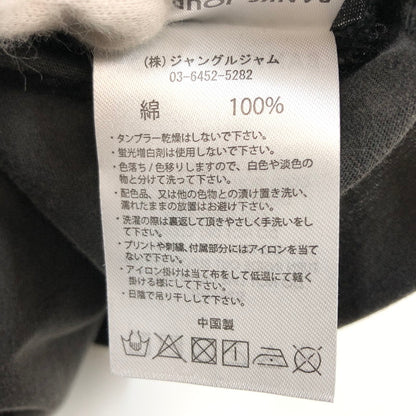 (株)ジャングルジャム
03-6452-5282
綿 100%
・タンブラー乾燥はしないで下さい。
・蛍光増白剤は使用しないで下さい。
・色落ち/色移りしますので、白色や淡色の
物と分けて洗って下さい。
・配色品、又は他の色物との漬け置き洗い、
濡れたままの放置はお避け下さい。
・洗濯の際は裏返して頂きやさしく手洗いをし
て下さい。
・プリントや刺繍、付属部分にはアイロンを当て
ないで下さい。
・アイロン掛けは当て布をして低温にて軽く
掛ける様にして下さい。
・日陰で吊り干しして下さい。
中国製